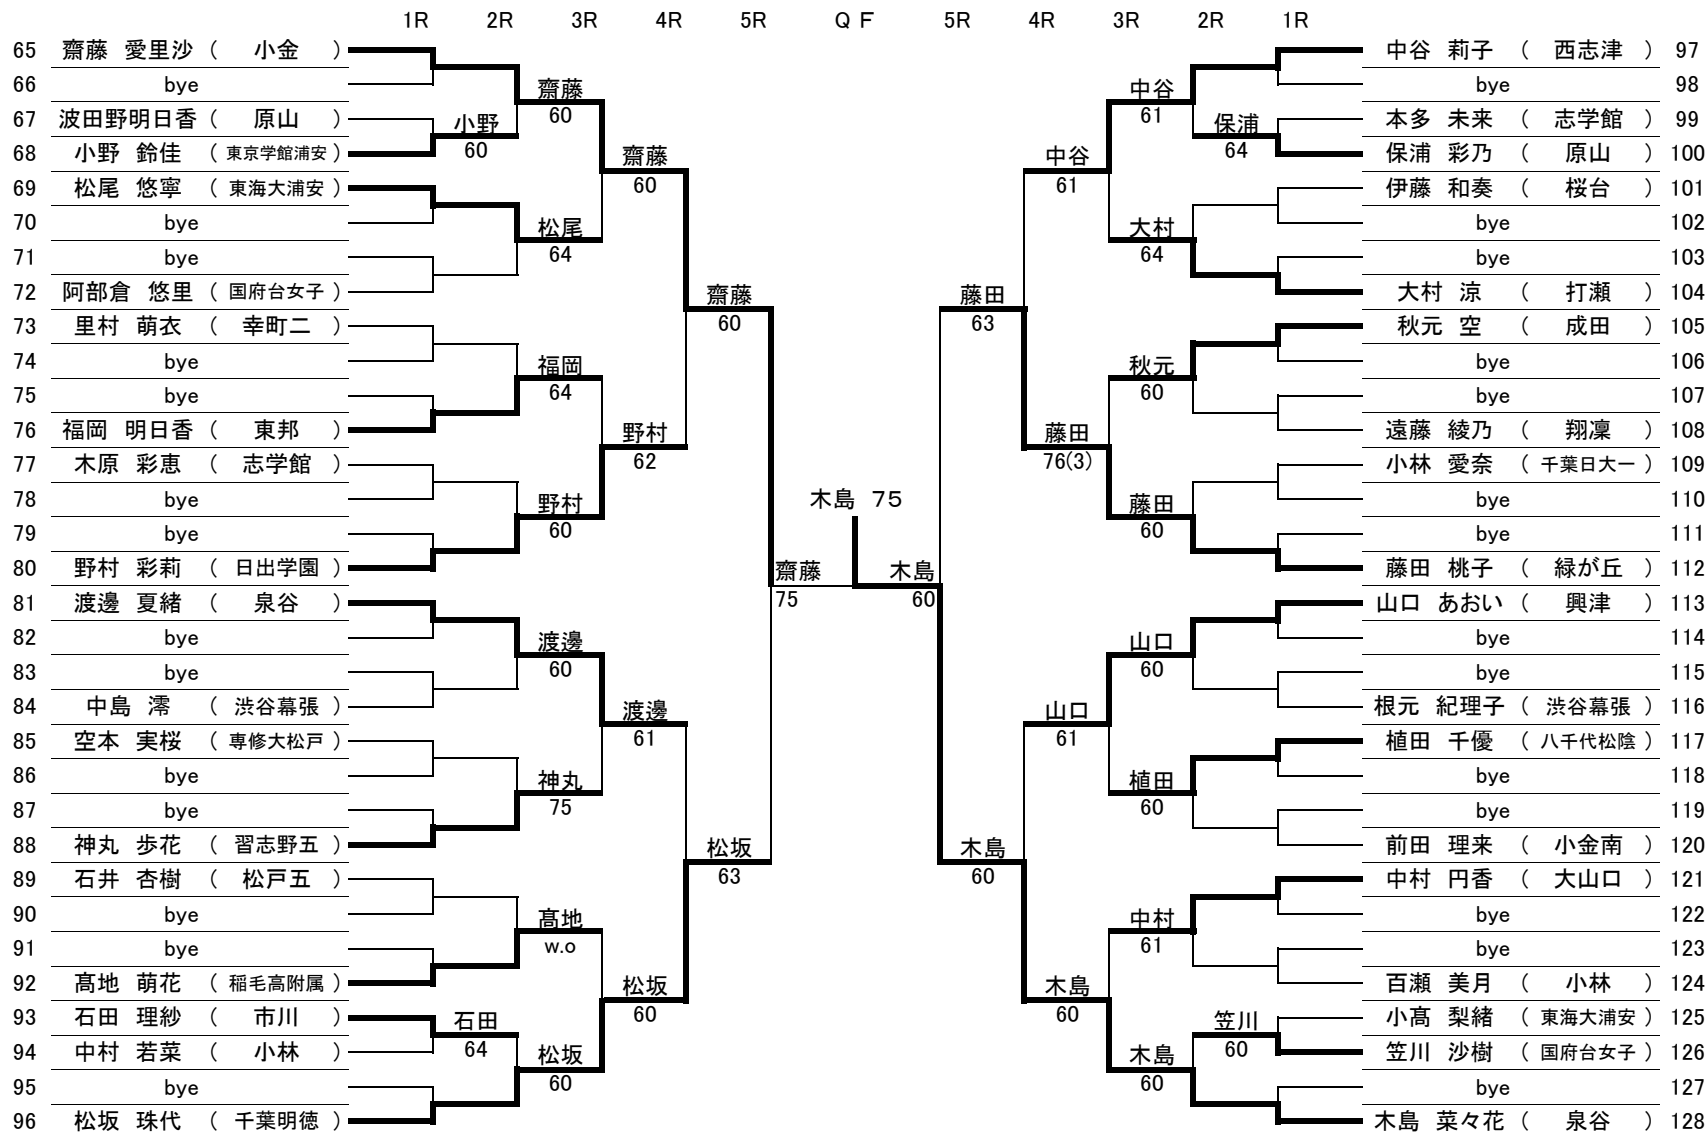 1R 2R 3R 4R 5R Q F 5R 4R 3R 2R 1R
65 齋藤 愛里沙 ( 小金 ) 中谷 莉子 ( 西志津 ) 97
66 bye 齋藤 中谷 bye 98
67 波田野明日香 ( 原山 ) 小野 60 61 保浦 本多 未来 ( 志学館 ) 99
68 小野 鈴佳 ( 東京学館浦安 ) 60 齋藤 中谷 64 保浦 彩乃 ( 原山 ) 100
69 松尾 悠寧 ( 東海大浦安 ) 60 61 伊藤 和奏 ( 桜台 ) 101
70 bye 松尾 大村 bye 102
71 bye 64 64 bye 103
72 阿部倉 悠里 ( 国府台女子 ) 齋藤 藤田 大村 涼 ( 打瀬 ) 104
73 里村 萌衣 ( 幸町二 ) 60 63 秋元 空 ( 成田 ) 105
74 bye 福岡 秋元 bye 106
75 bye 64 60 bye 107
76 福岡 明日香 ( 東邦 ) 野村 藤田 遠藤 綾乃 ( 翔凜 ) 108
77 木原 彩恵 ( 志学館 ) 62 76(3) 小林 愛奈 ( 千葉日大一 ) 109
78 bye 野村 木島 75 藤田 bye 110
79 bye 60 60 bye 111
80 野村 彩莉 ( 日出学園 ) 齋藤 木島 藤田 桃子 ( 緑が丘 ) 112
81 渡邊 夏緒 ( 泉谷 ) 75 60 山口 あおい ( 興津 ) 113
82 bye 渡邊 山口 bye 114
83 bye 60 60 bye 115
84 中島 澪 ( 渋谷幕張 ) 渡邊 山口 根元 紀理子 ( 渋谷幕張 ) 116
85 空本 実桜 ( 専修大松戸 ) 61 61 植田 千優 ( 八千代松陰 ) 117
86 bye 神丸 植田 bye 118
87 bye 75 60 bye 119
88 神丸 歩花 ( 習志野五 ) 松坂 木島 前田 理来 ( 小金南 ) 120
89 石井 杏樹 ( 松戸五 ) 63 60 中村 円香 ( 大山口 ) 121
90 bye 髙地 中村 bye 122
91 bye w.o 61 bye 123
92 髙地 萌花 ( 稲毛高附属 ) 松坂 木島 百瀬 美月 ( 小林 ) 124
93 石田 理紗 ( 市川 ) 石田 60 60 笠川 小髙 梨緒 ( 東海大浦安 ) 125
94 中村 若菜 ( 小林 ) 64 松坂 木島 60 笠川 沙樹 ( 国府台女子 ) 126
95 bye 60 60 bye 127
96 松坂 珠代 ( 千葉明徳 ) 木島 菜々花 ( 泉谷 ) 128